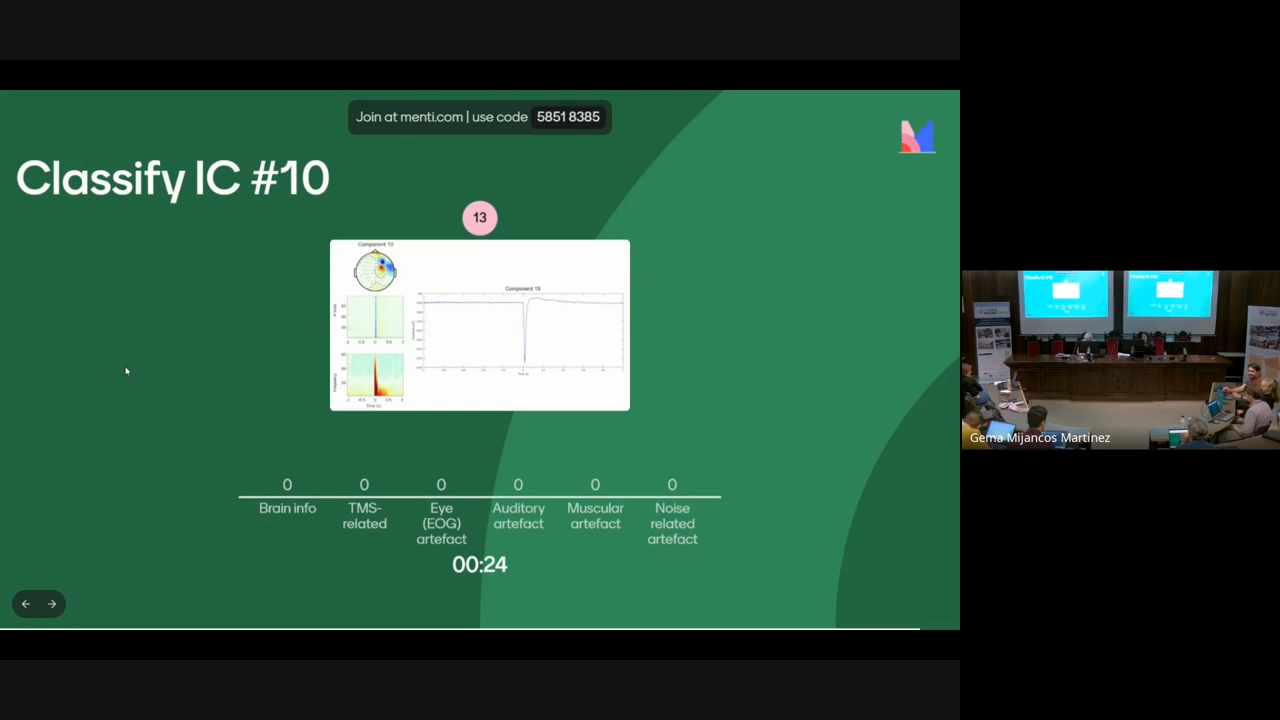 Join at menti.com | use code 5851 8385
Classify IC #10
13
Component 10
Component 10
Time (s)
0 0 0 0 0 0
Brain info
TMS-related
Eye (EOG) artefact
Auditory artefact
Muscular artefact
Noise related artefact
00:24
Gema Mijancos Martinez